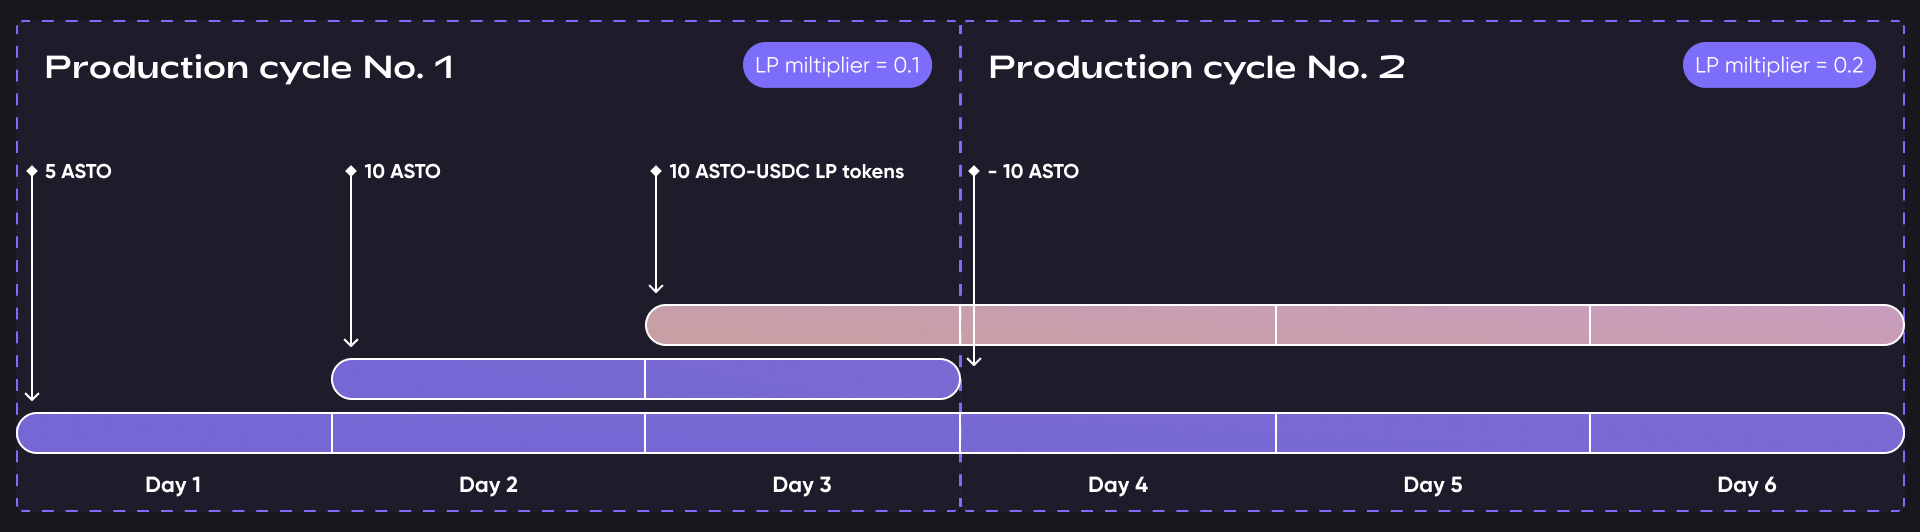 Production cycle No. 1
LP miltiplier = 0.1
Production cycle No. 2
LP miltiplier = 0.2
5 ASTO
10 ASTO
10 ASTO-USDC LP tokens
- 10 ASTO
Day 1
Day 2
Day 3
Day 4
Day 5
Day 6